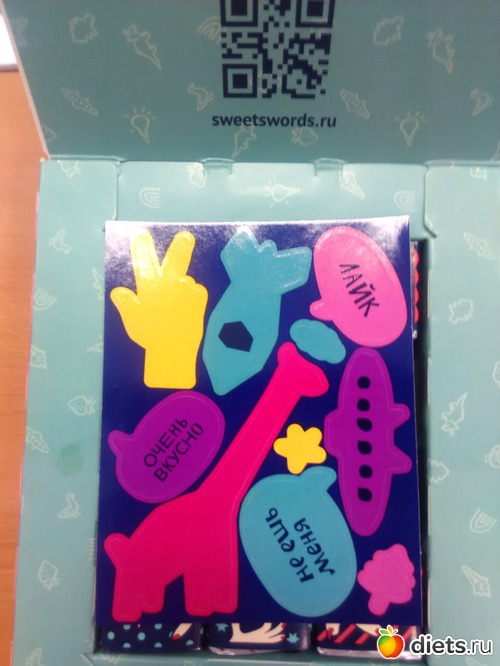 sweetswords.ru
ЛАЙК
ОЧЕНЬ
ВКУСНО
не ешь
меня
diets.ru